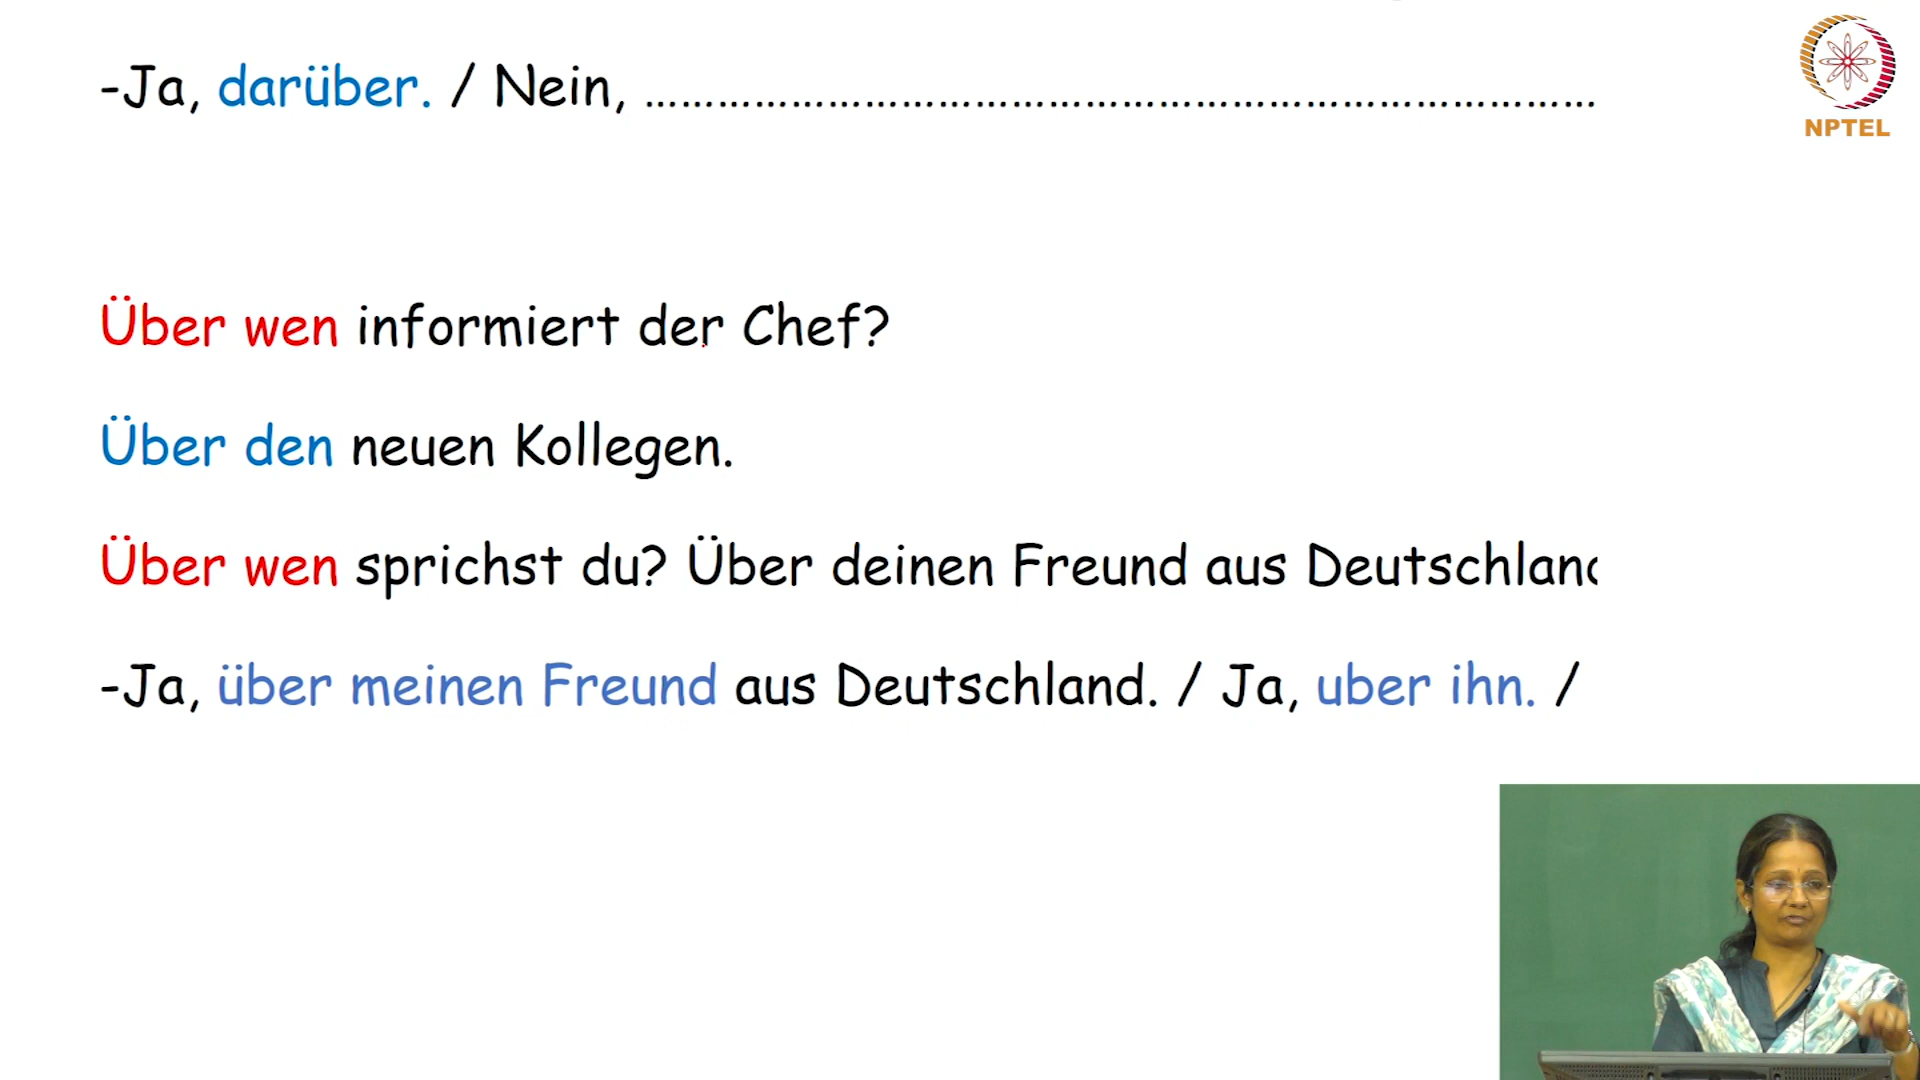 -Ja, darüber. / Nein, ……………………………………………………………………
NPTEL
Über wen informiert der Chef?
Über den neuen Kollegen.
Über wen sprichst du? Über deinen Freund aus Deutschland
-Ja, über meinen Freund aus Deutschland. / Ja, uber ihn. /